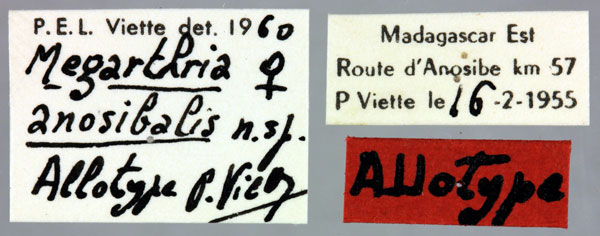 P.E.L. Viette det. 1960
Megarthria ♀
anosibalis n.sp.
Allotype P. Viette
Madagascar Est
Route d'Anosibe km 57
P Viette le 16-2-1955
Allotype